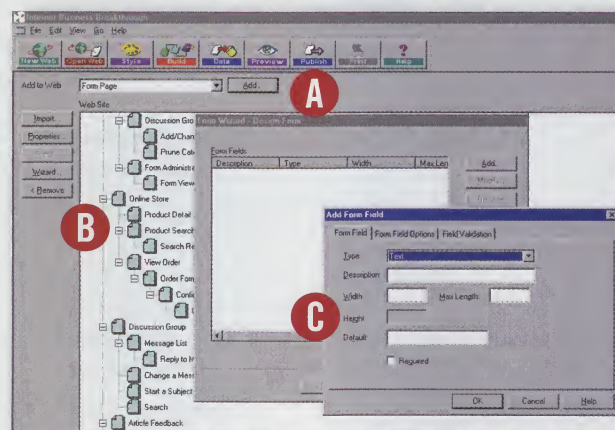 Internet Business Breakthrough
File Edit View Go Help
New Web Open Web Style Build Data Preview Publish Print Help
Add to Web Form Page Add...
A
Web Site
Import...
Properties...
Wizard...
< Remove
Discussion Gro
Add/Chan
Prune Cate
Form Administra
Form View
Online Store
Product Detail
Product Search
Search Re
View Order
Order Form
Confi
Discussion Group
Message List
Reply to M
Change a Mess
Start a Subject
Search
Article Feedback
B
Form Wizard - Design Form
Form Fields
Description Type Width Max Len
Add...
Modify...
Add Form Field
Form Field Form Field Options Field Validation
Type Text
Description
Width Max Length
Height
Default
Required
OK Cancel Help
C